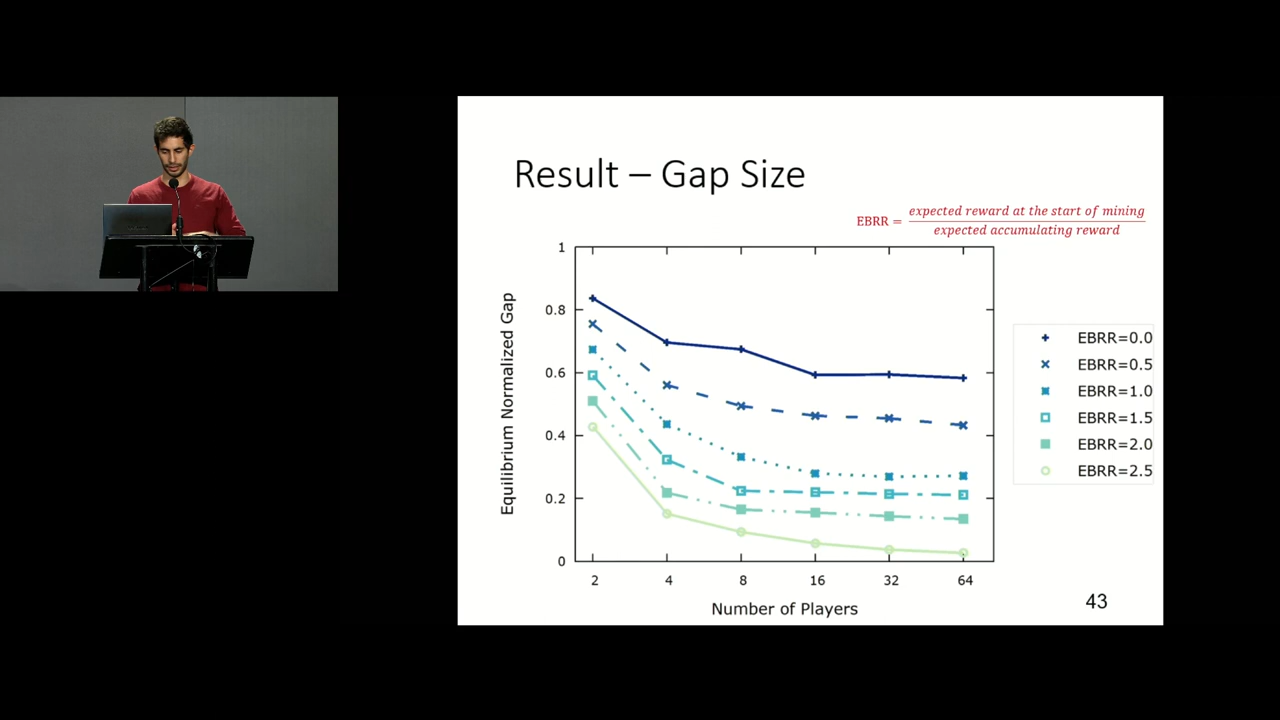 Result – Gap Size
EBRR = expected reward at the start of mining
expected accumulating reward
Equilibrium Normalized Gap
1
0.8
0.6
0.4
0.2
0
2 4 8 16 32 64
Number of Players
EBRR=0.0
EBRR=0.5
EBRR=1.0
EBRR=1.5
EBRR=2.0
EBRR=2.5
43